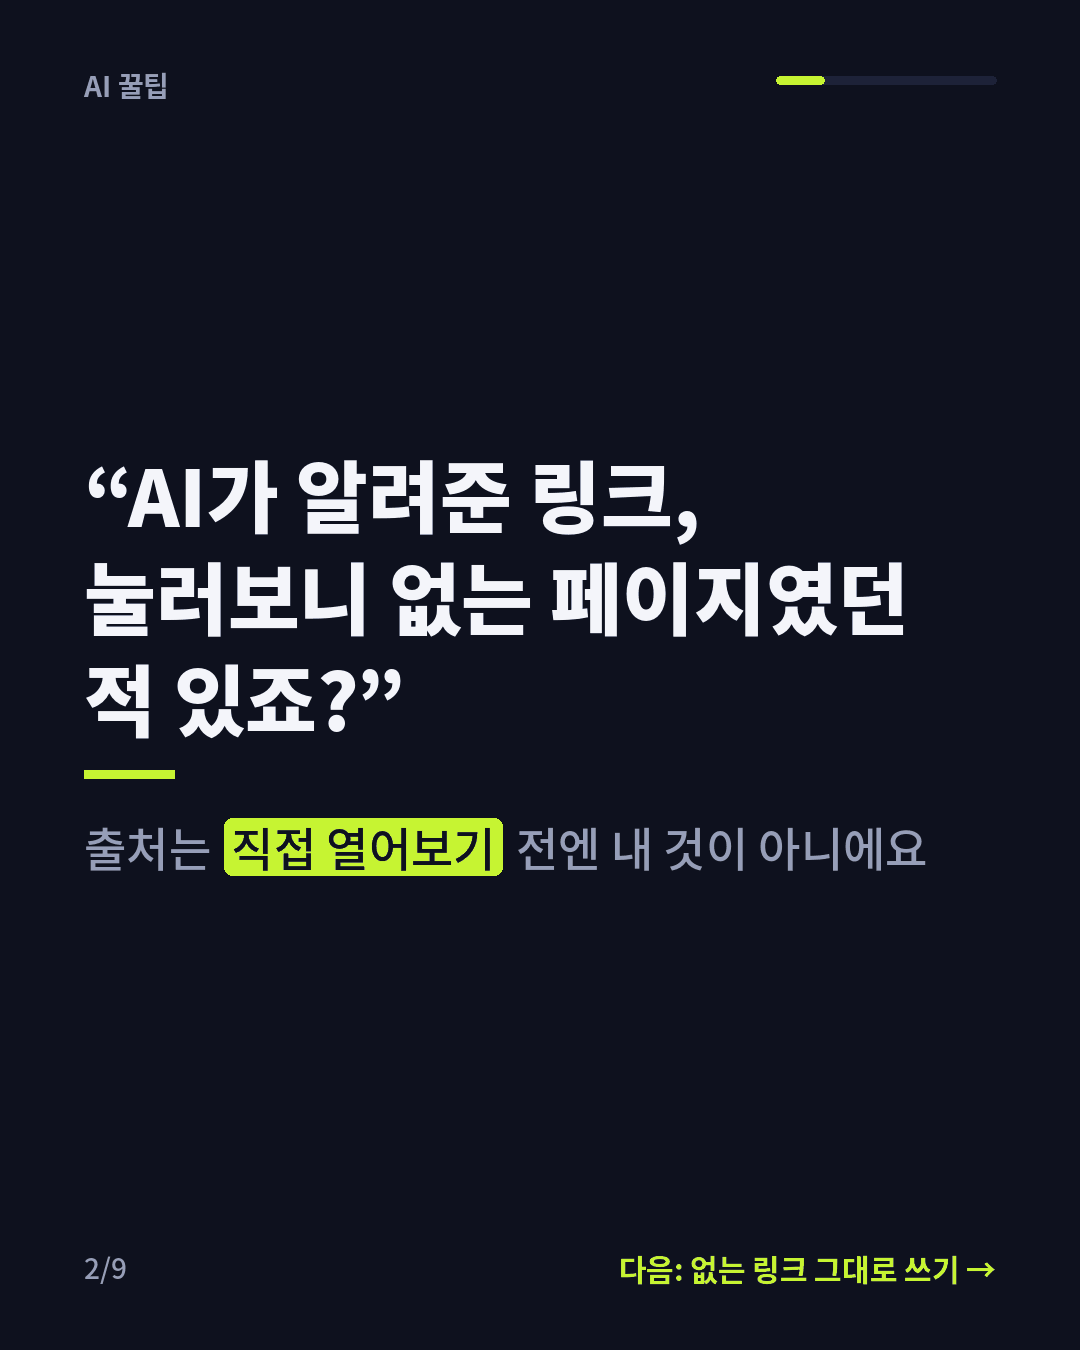 AI 꿀팁
“AI가 알려준 링크,
눌러보니 없는 페이지였던
적 있죠?”
출처는 직접 열어보기 전엔 내 것이 아니에요
2/9
다음: 없는 링크 그대로 쓰기 →